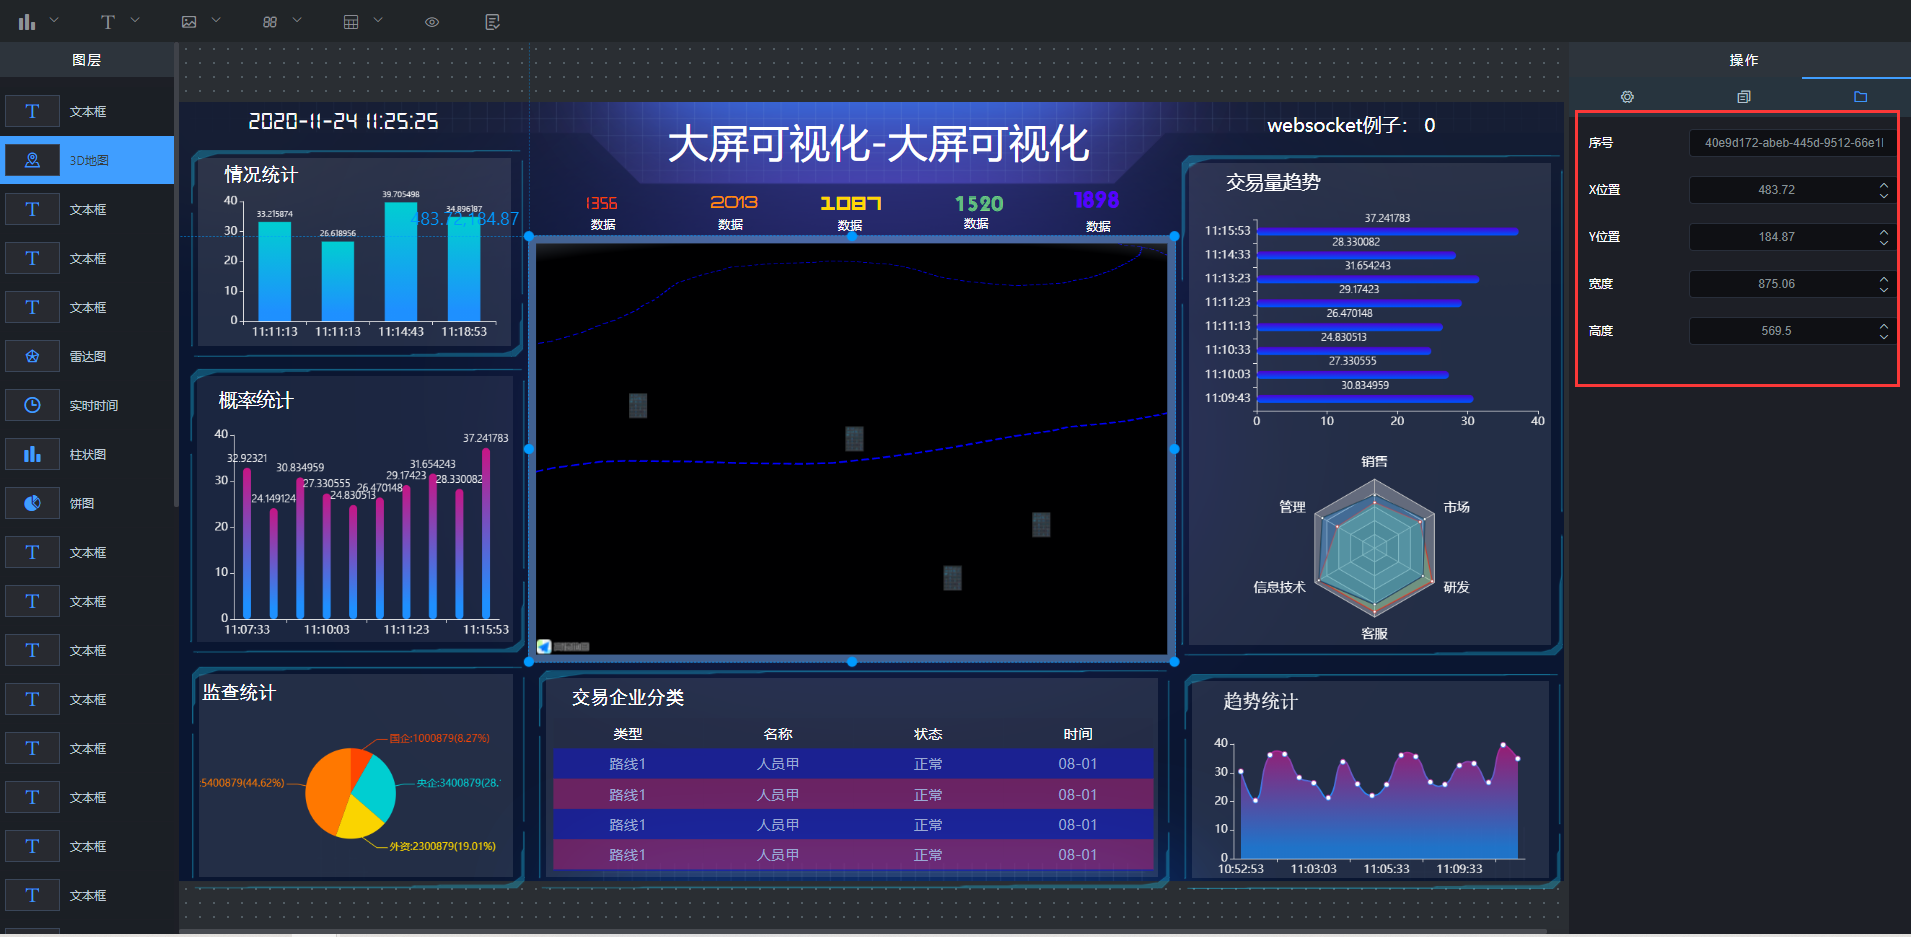 图层
操作
文本框
3D地图
文本框
文本框
文本框
雷达图
实时时间
柱状图
饼图
文本框
文本框
文本框
文本框
文本框
文本框
文本框
文本框
2020-11-24 11:25:25
大屏可视化-大屏可视化
websocket例子： 0
1356
2013
1087
1520
1898
数据
数据
数据
数据
数据
情况统计
40
30
20
10
0
33.215874
26.618956
39.705498
34.896187
11:11:13
11:11:13
11:14:43
11:18:53
483.72,184.87
概率统计
40
30
20
10
0
32.92321
24.149124
30.834959
27.330555
24.830513
26.470148
29.17423
31.654243
28.330082
37.241783
11:07:33
11:10:03
11:11:23
11:15:53
监查统计
国企:1000879(8.27%)
央企:3400879(28.
外资:2300879(19.01%)
:5400879(44.62%)
交易企业分类
类型 名称 状态 时间
路线1 人员甲 正常 08-01
路线1 人员甲 正常 08-01
路线1 人员甲 正常 08-01
路线1 人员甲 正常 08-01
交易量趋势
37.241783
11:15:53
28.330082
11:14:33
31.654243
11:13:23
29.17423
11:11:23
26.470148
11:11:13
24.830513
11:10:33
27.330555
11:10:03
30.834959
11:09:43
0 10 20 30 40
销售
管理
市场
信息技术
研发
客服
趋势统计
40
30
20
10
0
10:52:53
11:03:03
11:05:33
11:09:33
序号 40e9d172-abeb-445d-9512-66e1
X位置 483.72
Y位置 184.87
宽度 875.06
高度 569.5